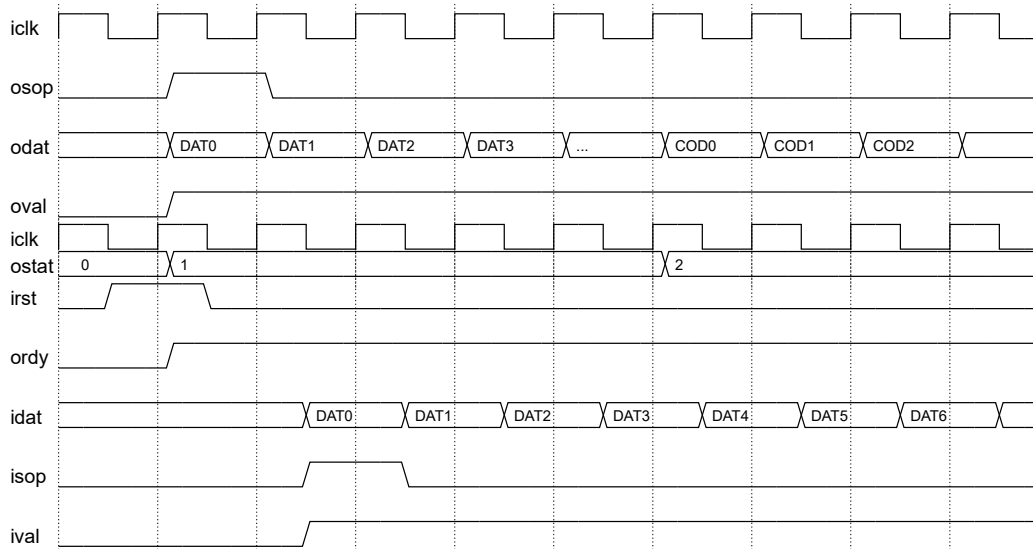 iclk
osop
odat DAT0 DAT1 DAT2 DAT3 ... COD0 COD1 COD2
oval
iclk
ostat 0 1 2
irst
ordy
idat DAT0 DAT1 DAT2 DAT3 DAT4 DAT5 DAT6
isop
ival